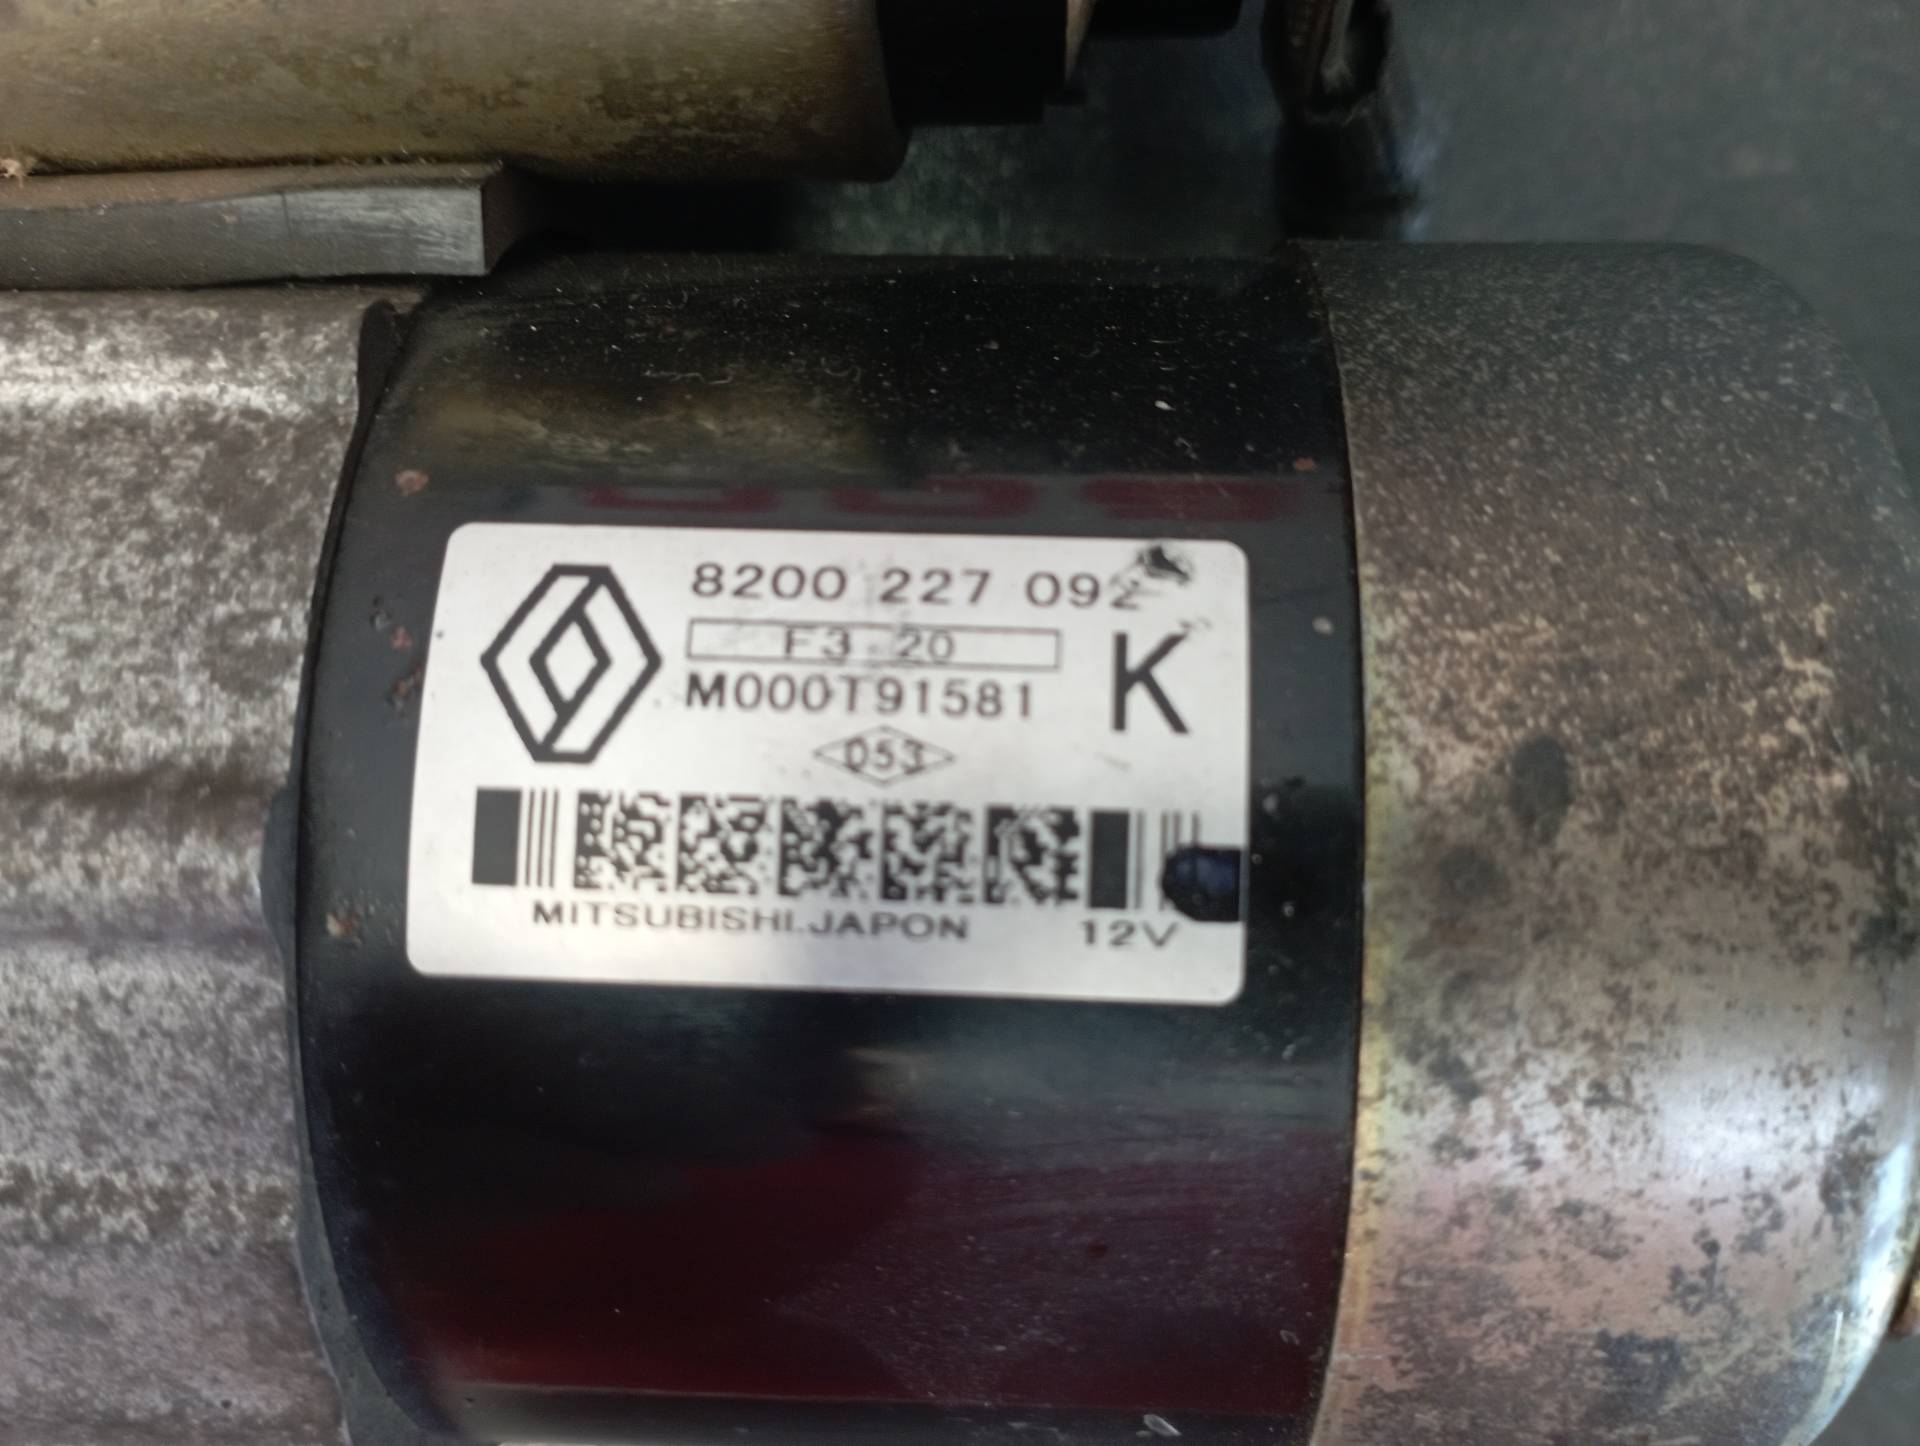 8200 227 092
F3-20
M000T91581
K
053
MITSUBISHI.JAPON 12V